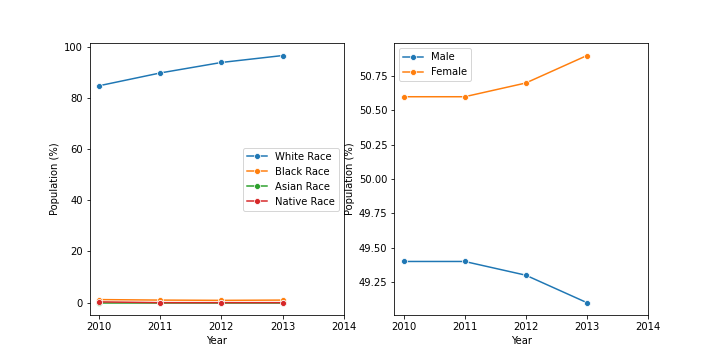 100
80
60
40
20
0
Population (%)
2010 2011 2012 2013 2014
Year
White Race
Black Race
Asian Race
Native Race
50.75
50.50
50.25
50.00
49.75
49.50
49.25
Population (%)
2010 2011 2012 2013 2014
Year
Male
Female